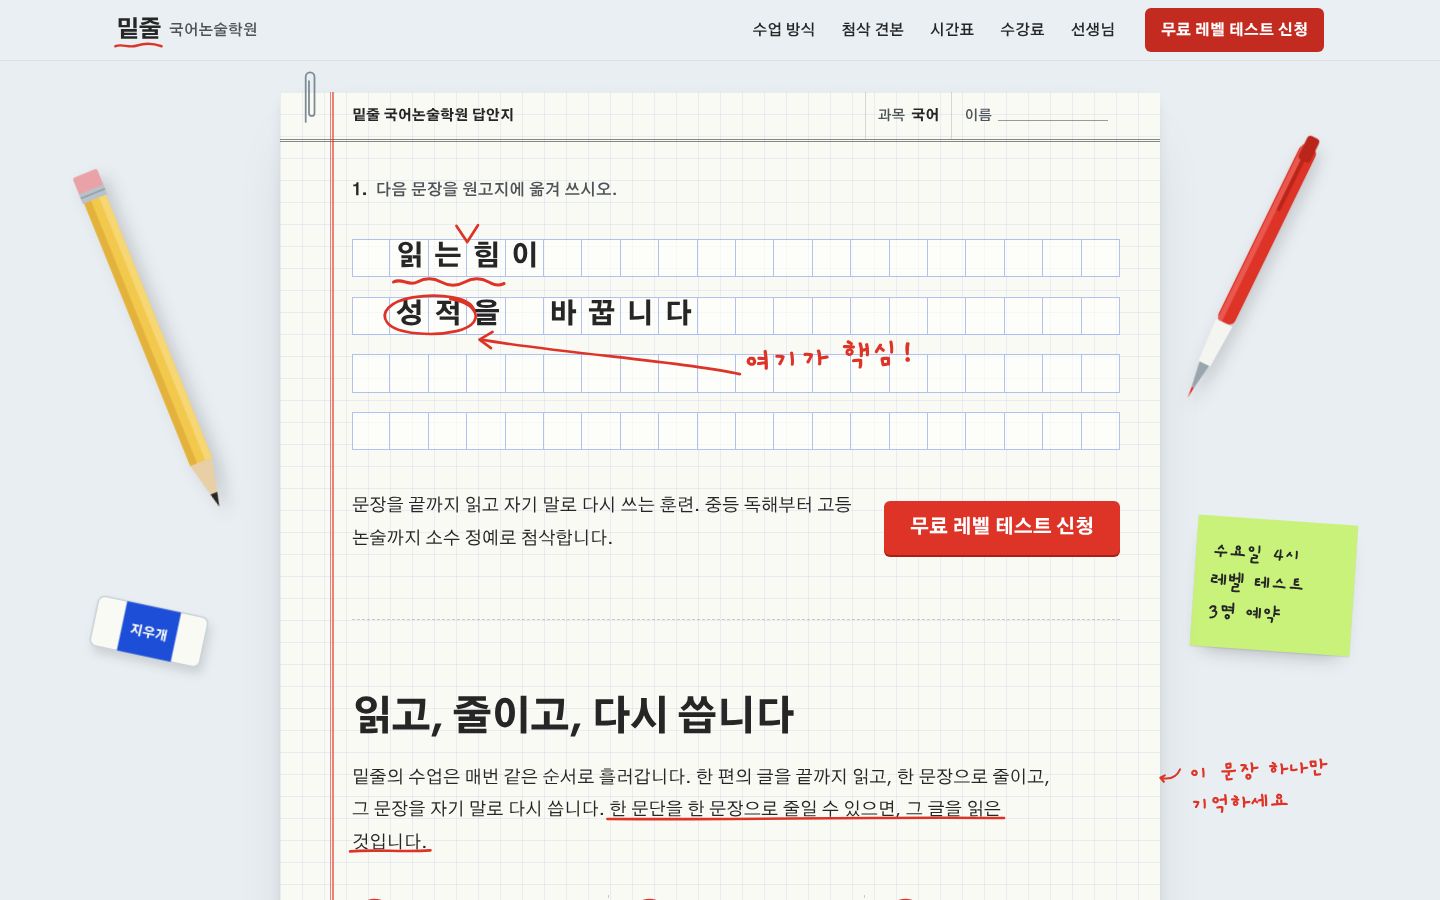 밑줄 국어논술학원
수업 방식 첨삭 견본 시간표 수강료 선생님 무료 레벨 테스트 신청
밑줄 국어논술학원 답안지 과목 국어 이름
1. 다음 문장을 원고지에 옮겨 쓰시오.
읽는힘이
성적을 바꿉니다
여기가 핵심!
문장을 끝까지 읽고 자기 말로 다시 쓰는 훈련. 중등 독해부터 고등
논술까지 소수 정예로 첨삭합니다.
무료 레벨 테스트 신청
수요일 4시
레벨 테스트
3명 예약
지우개
읽고, 줄이고, 다시 씁니다
밑줄의 수업은 매번 같은 순서로 흘러갑니다. 한 편의 글을 끝까지 읽고, 한 문장으로 줄이고,
그 문장을 자기 말로 다시 씁니다. 한 문단을 한 문장으로 줄일 수 있으면, 그 글을 읽은
것입니다.
이 문장 하나만
기억하세요